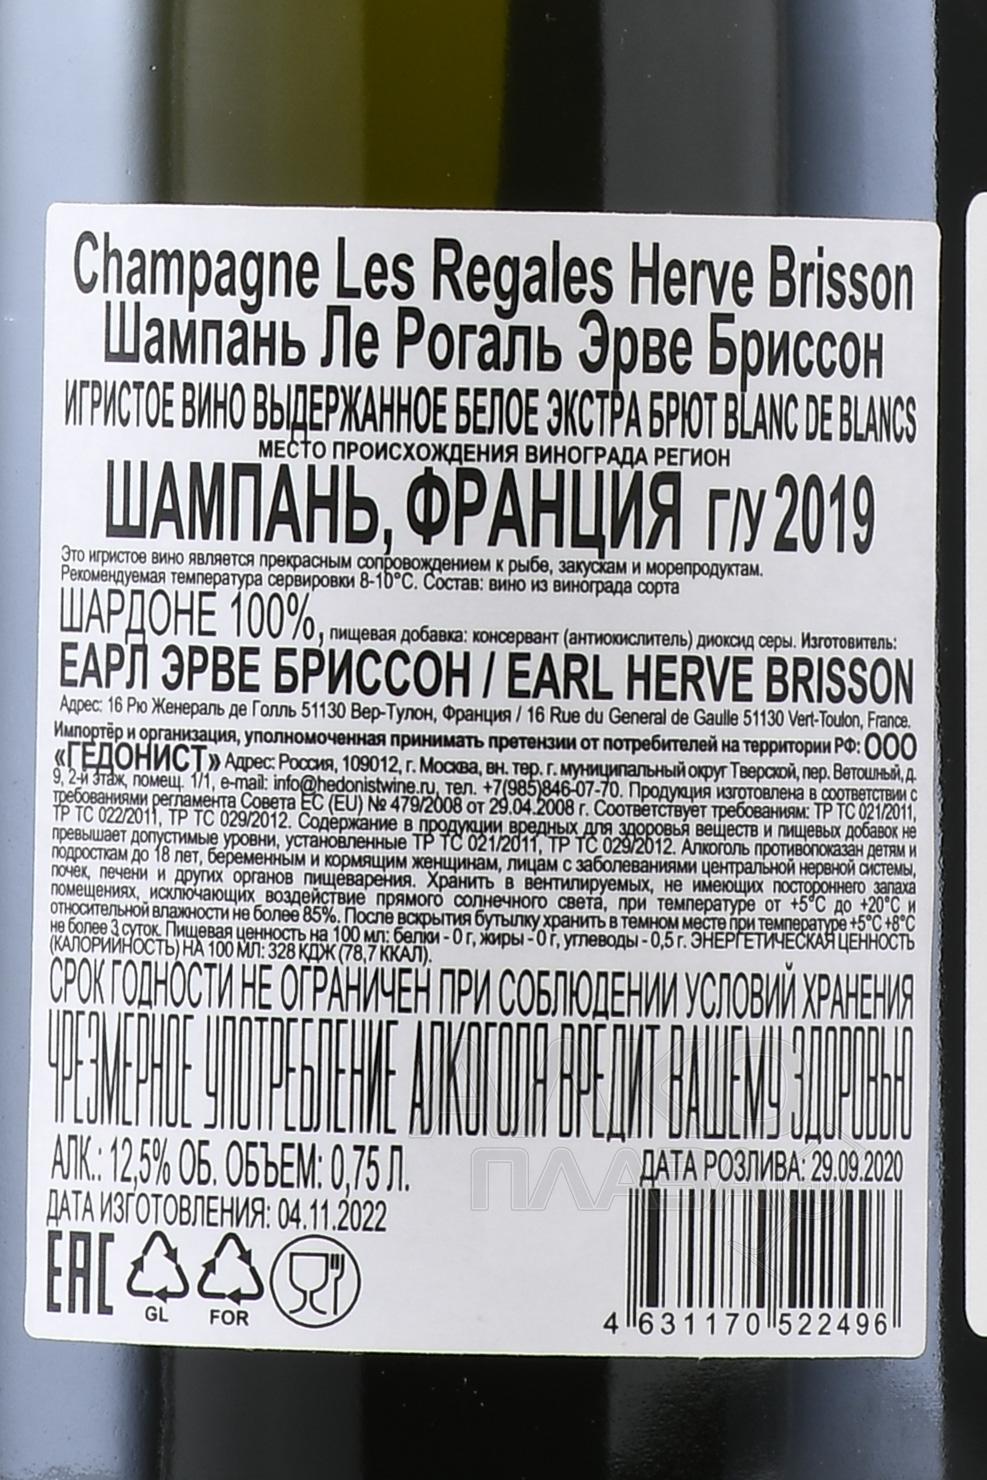 Champagne Les Regales Herve Brisson
Шампань Ле Рогаль Эрве Бриссон
ИГРИСТОЕ ВИНО ВЫДЕРЖАННОЕ БЕЛОЕ ЭКСТРА БРЮТ BLANC DE BLANCS
МЕСТО ПРОИСХОЖДЕНИЯ ВИНОГРАДА РЕГИОН
ШАМПАНЬ, ФРАНЦИЯ Г/У 2019
Это игристое вино является прекрасным сопровождением к рыбе, закускам и морепродуктам.
Рекомендуемая температура сервировки 8-10°С. Состав: вино из винограда сорта
ШАРДОНЕ 100%, пищевая добавка: консервант (антиокислитель) диоксид серы. Изготовитель:
ЕАРЛ ЭРВЕ БРИССОН / EARL HERVE BRISSON
Адрес: 16 Рю Женераль де Голль 51130 Вер-Тулон, Франция / 16 Rue du General de Gaulle 51130 Vert-Toulon, France.
Импортёр и организация, уполномоченная принимать претензии от потребителей на территории РФ: ООО
«ГЕДОНИСТ» Адрес: Россия, 109012, г. Москва, вн. тер. г. муниципальный округ Тверской, пер. Ветошный, д.
9, 2-й этаж, помещ. 1/1, e-mail: info@hedonistwine.ru, тел. +7(985)846-07-70. Продукция изготовлена в соответствии с
требованиями регламента Совета ЕС (EU) № 479/2008 от 29.04.2008 г. Соответствует требованиям: ТР ТС 021/2011,
ТР ТС 022/2011, ТР ТС 029/2012. Содержание в продукции вредных для здоровья веществ и пищевых добавок не
превышает допустимые уровни, установленные ТР ТС 021/2011, ТР ТС 029/2012. Алкоголь противопоказан детям и
подросткам до 18 лет, беременным и кормящим женщинам, лицам с заболеваниями центральной нервной системы,
почек, печени и других органов пищеварения. Хранить в вентилируемых, не имеющих постороннего запаха
помещениях, исключающих воздействие прямого солнечного света, при температуре от +5°С до +20°С и
относительной влажности не более 85%. После вскрытия бутылку хранить в темном месте при температуре +5°С +8°С
не более 3 суток. Пищевая ценность на 100 мл: белки - 0 г, жиры - 0 г, углеводы - 0,5 г. ЭНЕРГЕТИЧЕСКАЯ ЦЕННОСТЬ
(КАЛОРИЙНОСТЬ) НА 100 МЛ: 328 КДЖ (78,7 ККАЛ).
СРОК ГОДНОСТИ НЕ ОГРАНИЧЕН ПРИ СОБЛЮДЕНИИ УСЛОВИЙ ХРАНЕНИЯ
ЧРЕЗМЕРНОЕ УПОТРЕБЛЕНИЕ АЛКОГОЛЯ ВРЕДИТ ВАШЕМУ ЗДОРОВЬЮ
АЛК.: 12,5% ОБ. ОБЪЕМ: 0,75 Л.
ДАТА РОЗЛИВА: 29.09.2020
ДАТА ИЗГОТОВЛЕНИЯ: 04.11.2022
EAC
GL
FOR
4 631170 522496
АЛКО
ПЛАЗА